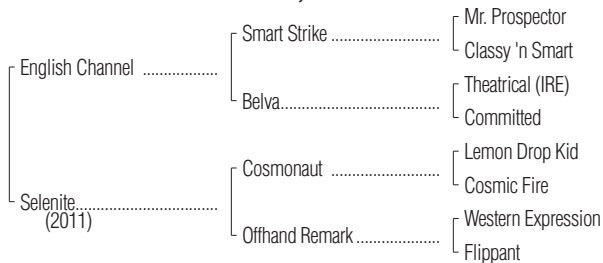 Mr. Prospector
Smart Strike ......................
Classy 'n Smart
English Channel ..................
Theatrical (IRE)
Belva................................
Committed
Lemon Drop Kid
Cosmonaut ......................
Cosmic Fire
Selenite..................................
(2011)
Western Expression
Offhand Remark .................
Flippant